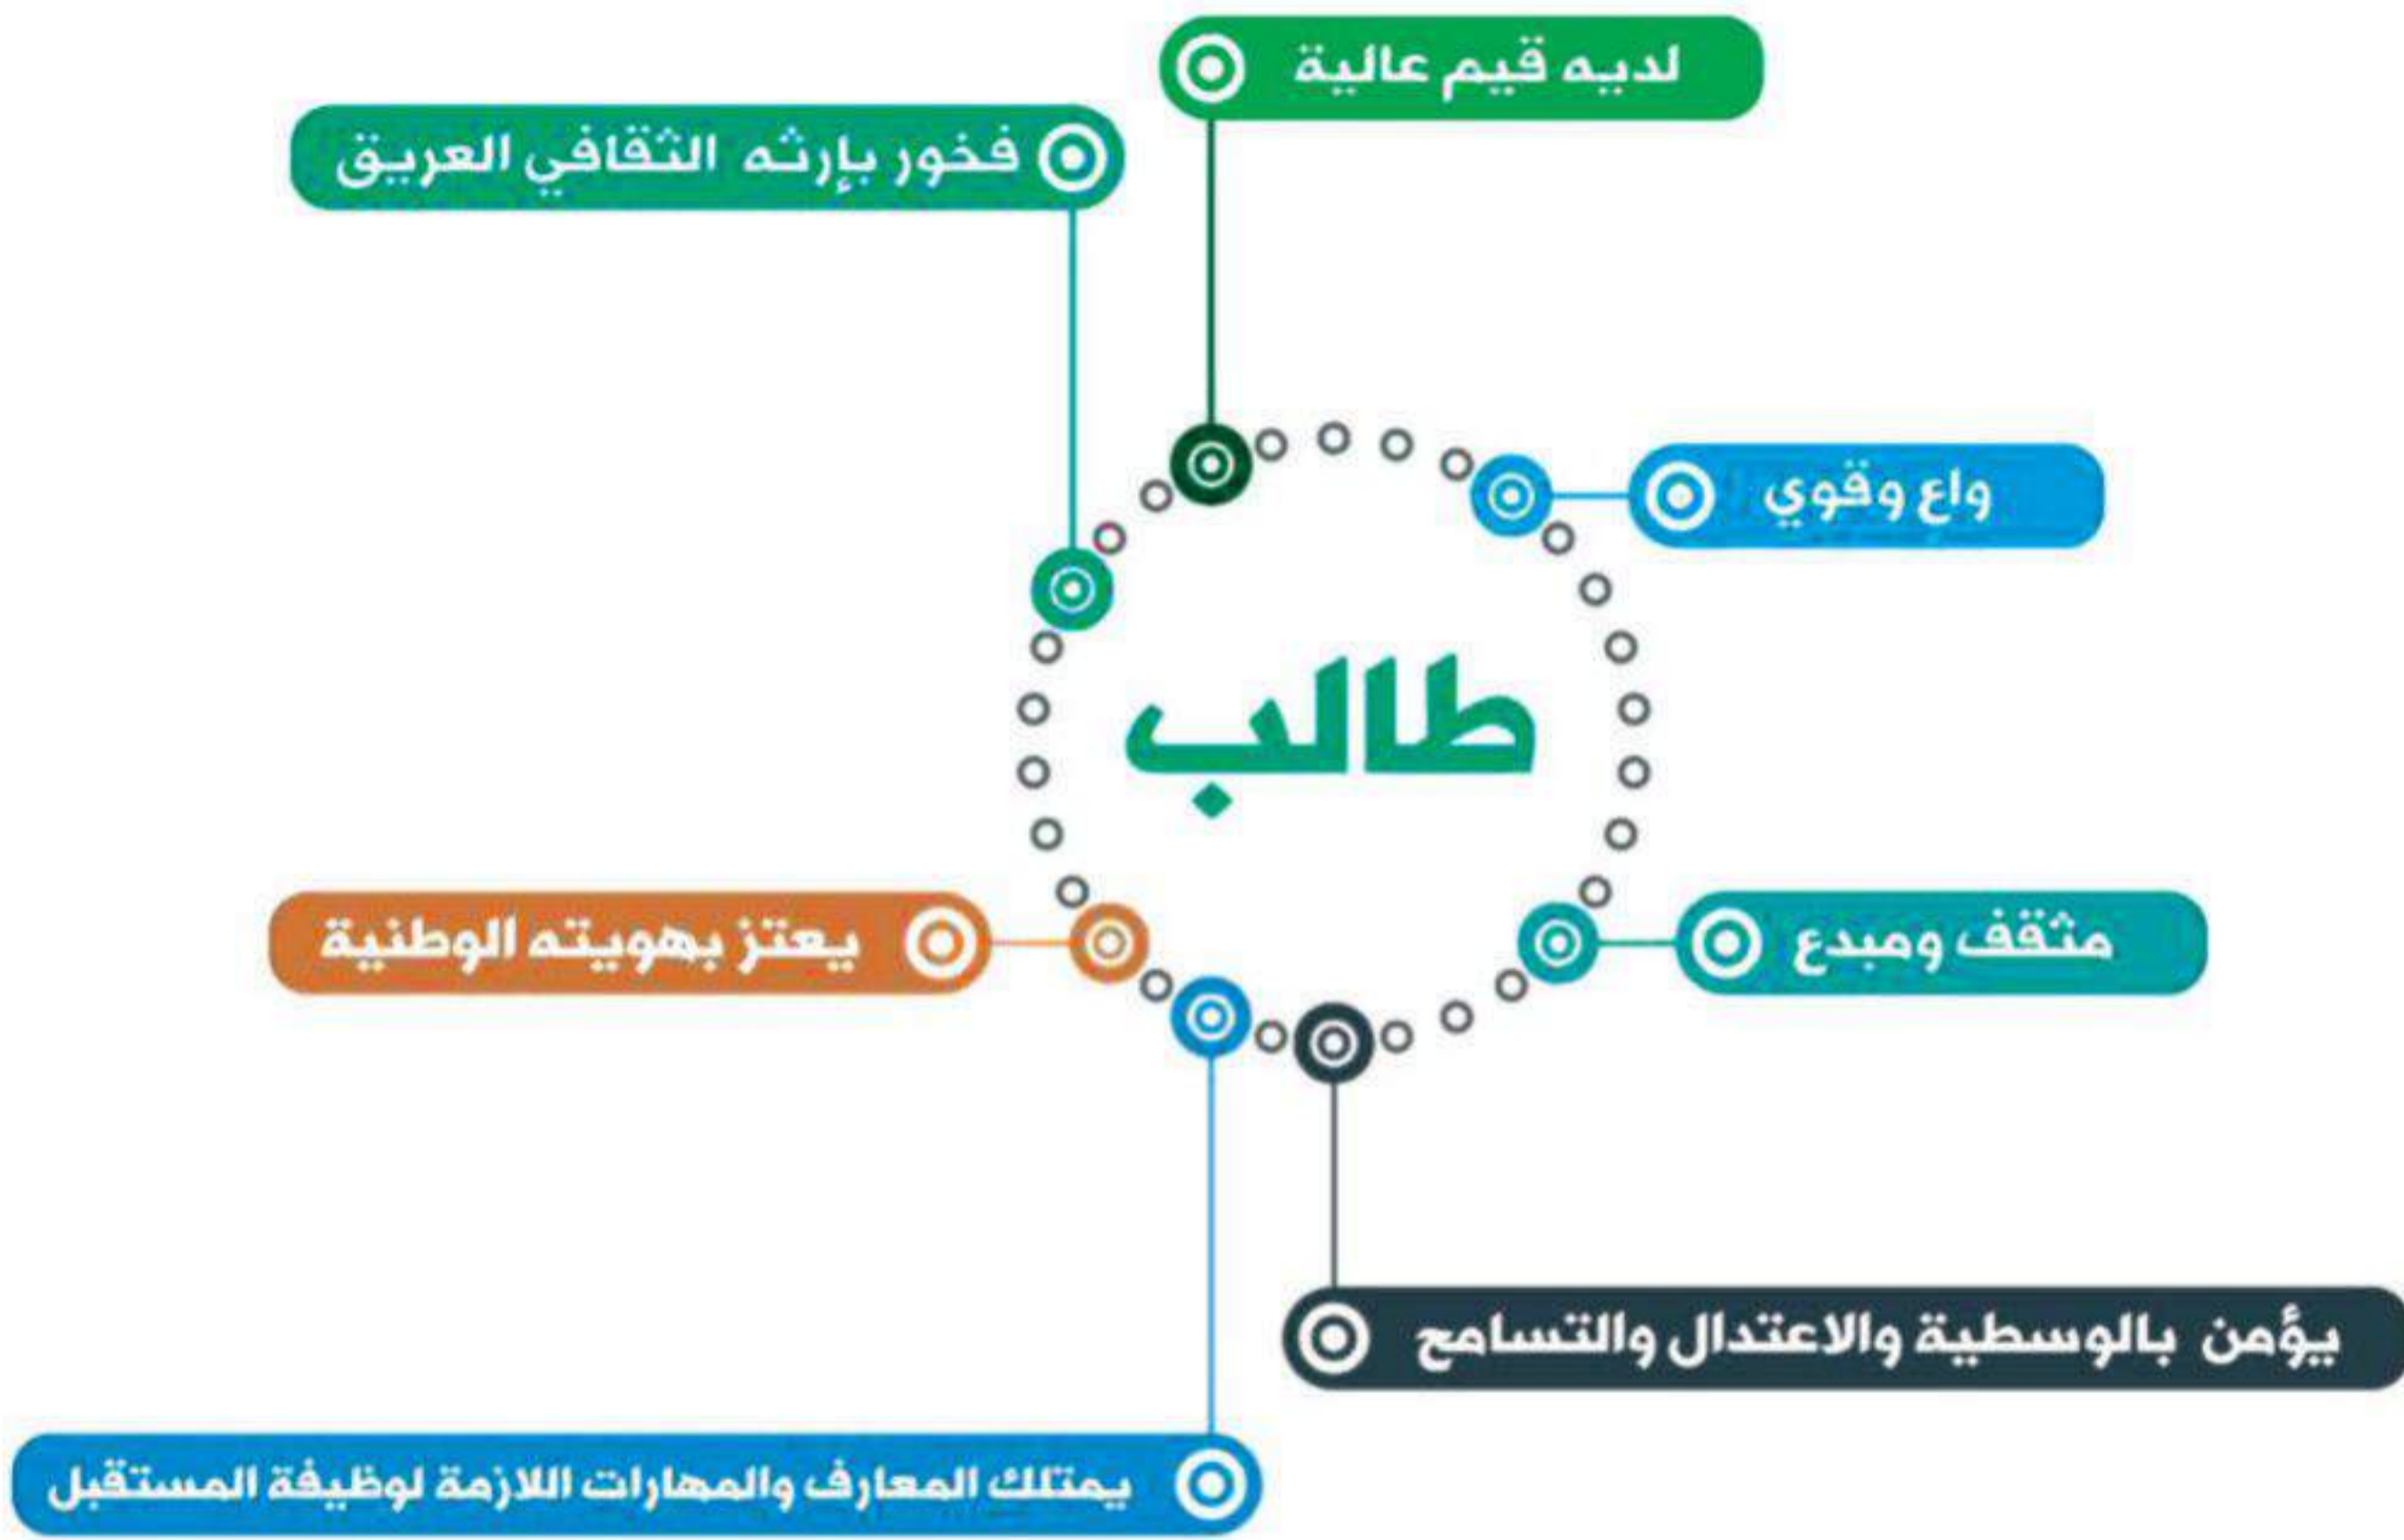 لديه قيم عالية
فخور بإرثه الثقافي العريق
واع وقوي
طالب
يعتز بهويته الوطنية
مثقف ومبدع
يؤمن بالوسطية والاعتدال والتسامح
يمتلك المعارف والمهارات اللازمة لوظيفة المستقبل